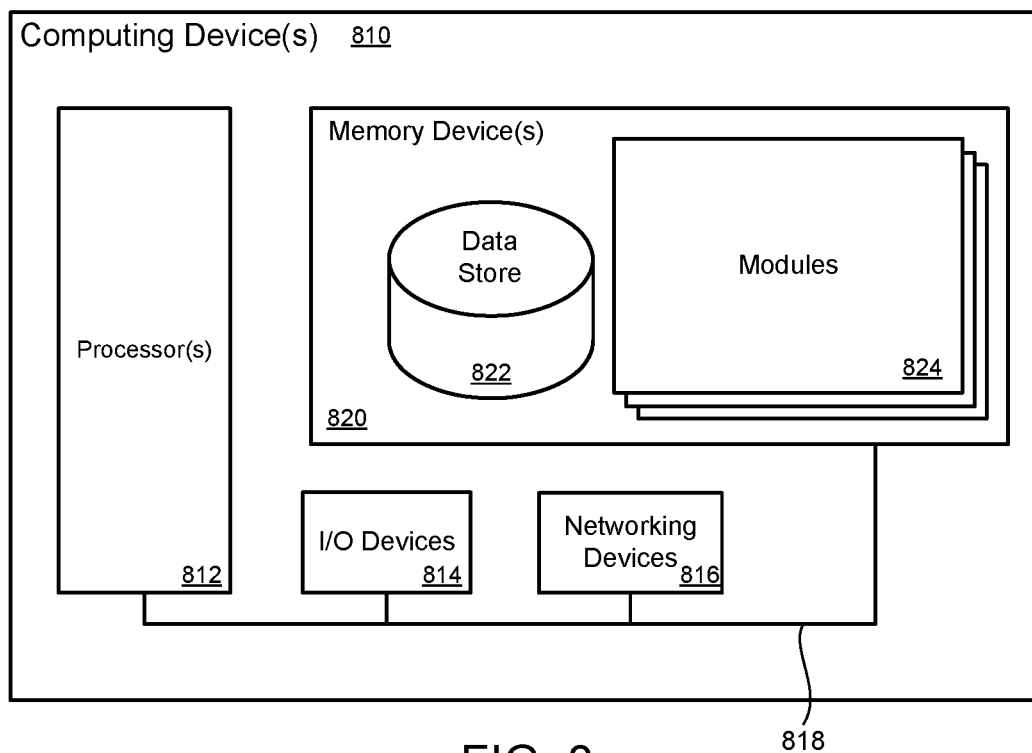 Computing Device(s) 810
Memory Device(s)
Data
Store
822
Modules
824
820
Processor(s)
812
I/O Devices
814
Networking
Devices
816
818
FIG.